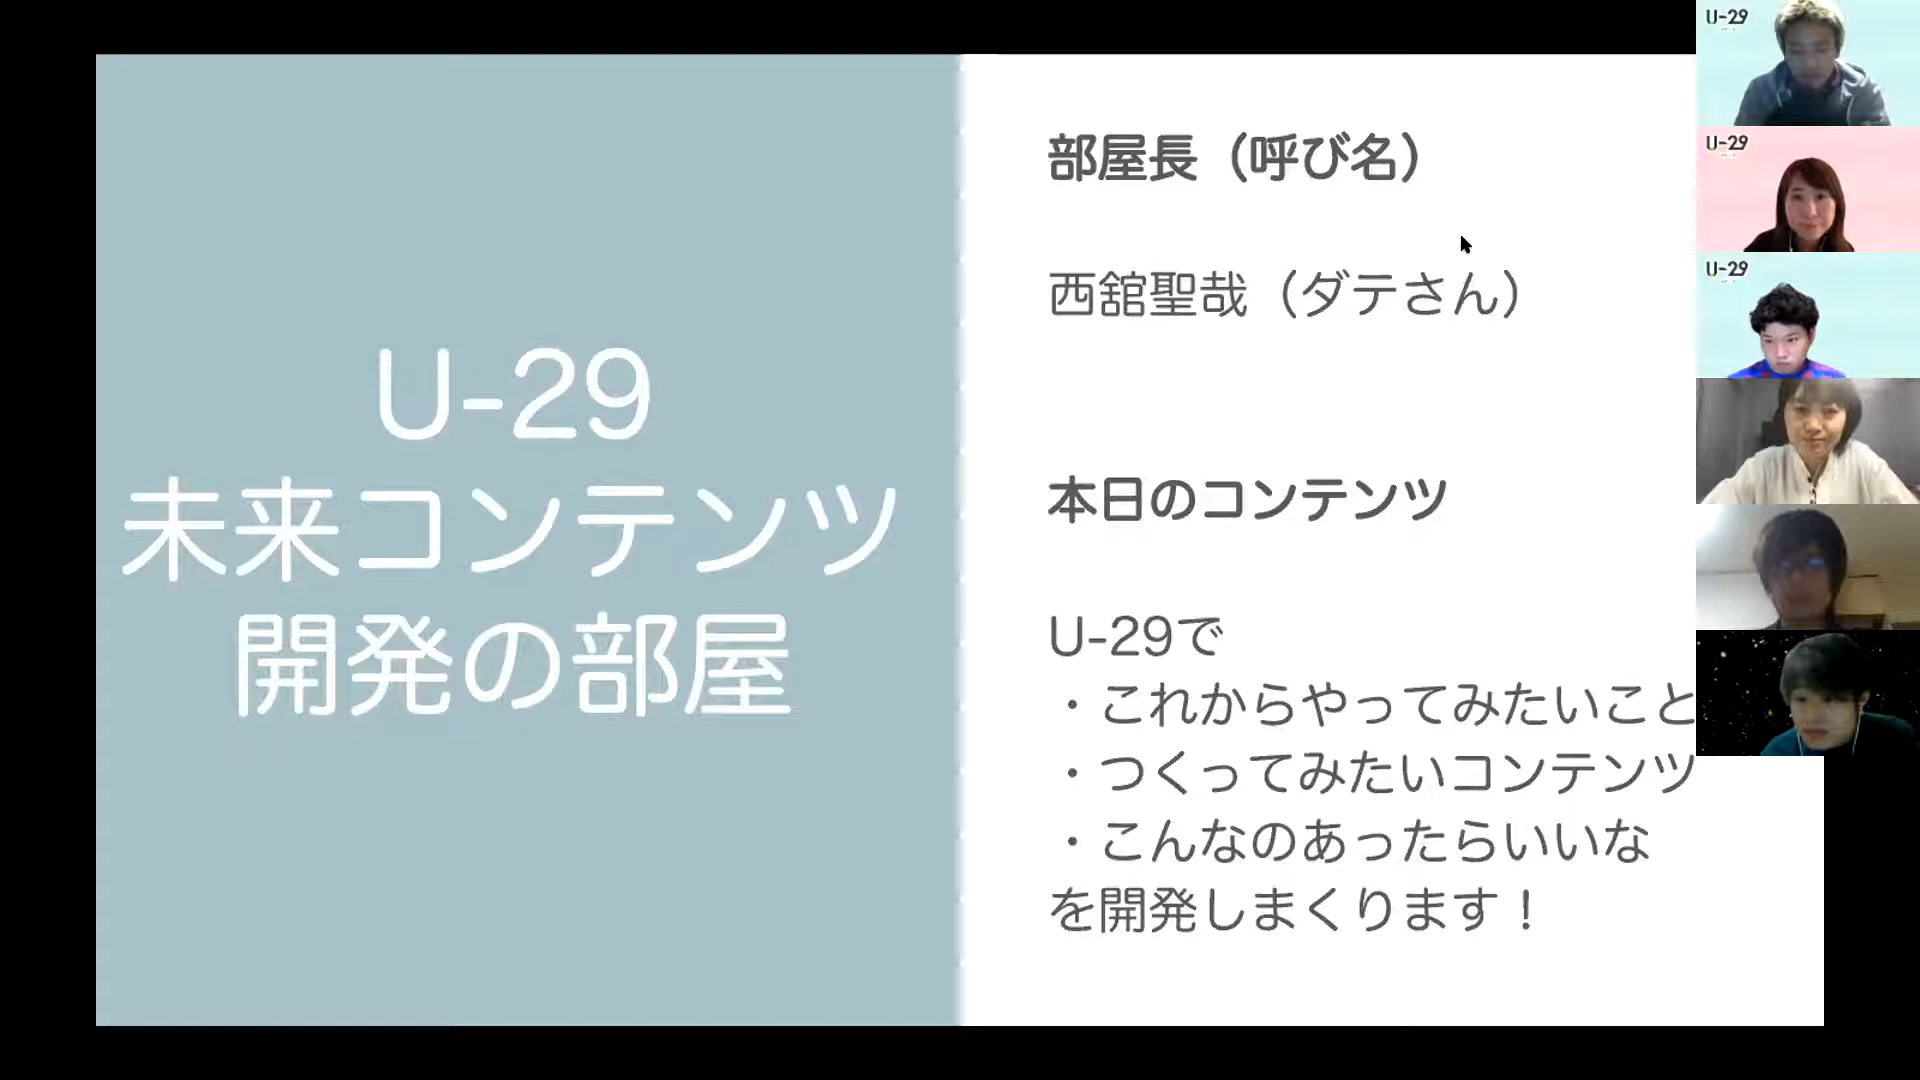 U-29
未来コンテンツ
開発の部屋
部屋長（呼び名）
西舘聖哉（ダテさん）
本日のコンテンツ
U-29で
・これからやってみたいこと
・つくってみたいコンテンツ
・こんなのあったらいいな
を開発しまくります！
U-29
U-29
U-29